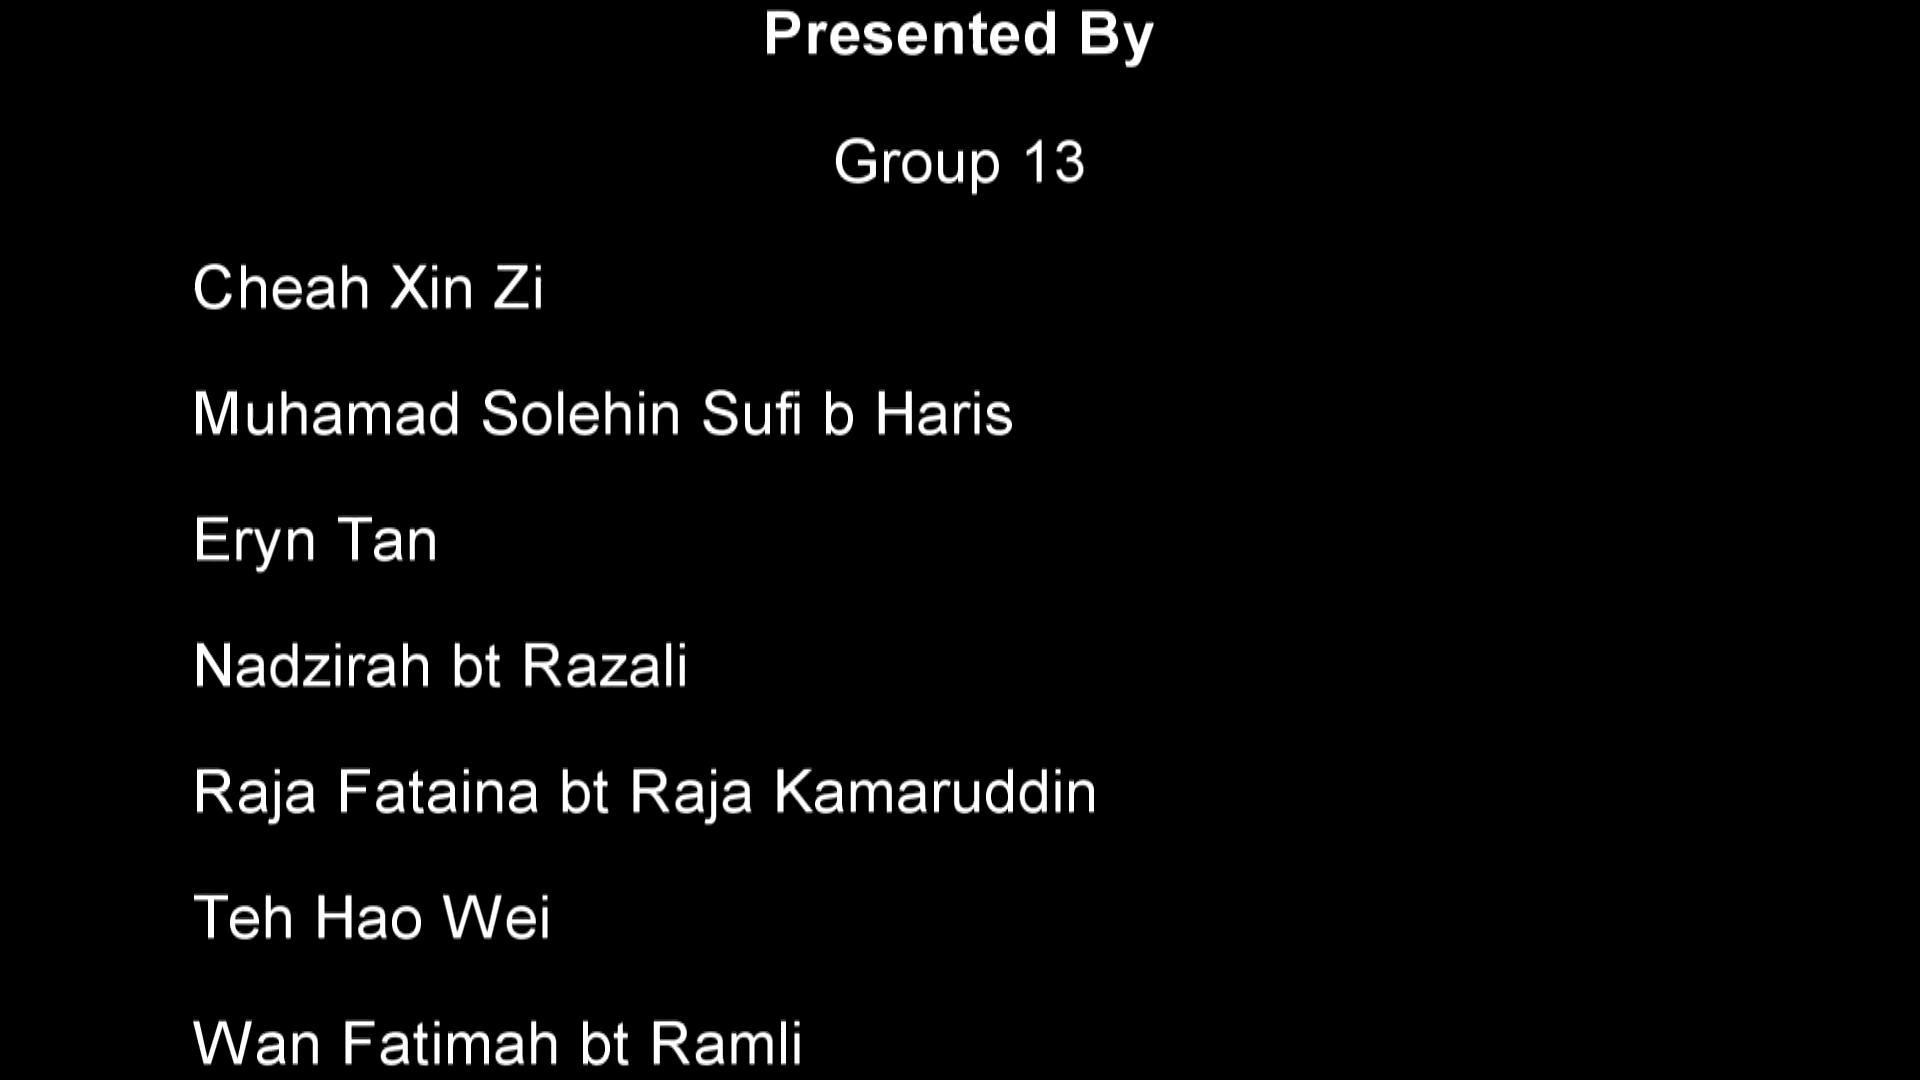 Presented By
Group 13
Cheah Xin Zi
Muhamad Solehin Sufi b Haris
Eryn Tan
Nadzirah bt Razali
Raja Fataina bt Raja Kamaruddin
Teh Hao Wei
Wan Fatimah bt Ramli